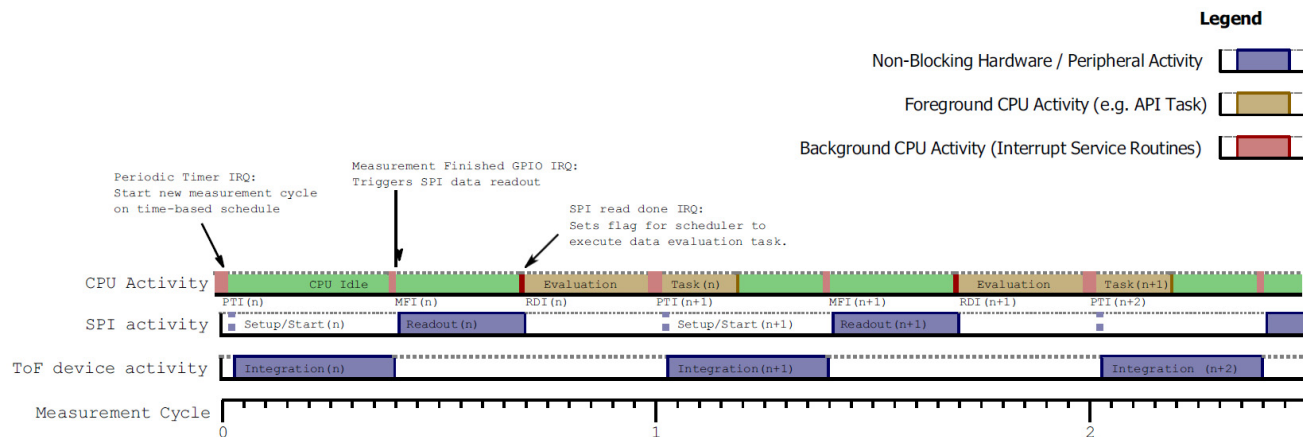 Legend
Non-Blocking Hardware / Peripheral Activity
Foreground CPU Activity (e.g. API Task)
Background CPU Activity (Interrupt Service Routines)
Measurement Finished GPIO IRQ:
Triggers SPI data readout
Periodic Timer IRQ:
Start new measurement cycle
on time-based schedule
SPI read done IRQ:
Sets flag for scheduler to
execute data evaluation task.
CPU Activity
CPU Idle
Evaluation
Task(n)
Evaluation
Task(n+1)
PTI(n)
MFI(n)
RDI(n)
PTI(n+1)
MFI(n+1)
RDI(n+1)
PTI(n+2)
SPI activity
Setup/Start(n)
Readout(n)
Setup/Start(n+1)
Readout(n+1)
ToF device activity
Integration(n)
Integration(n+1)
Integration (n+2)
Measurement Cycle
0
1
2